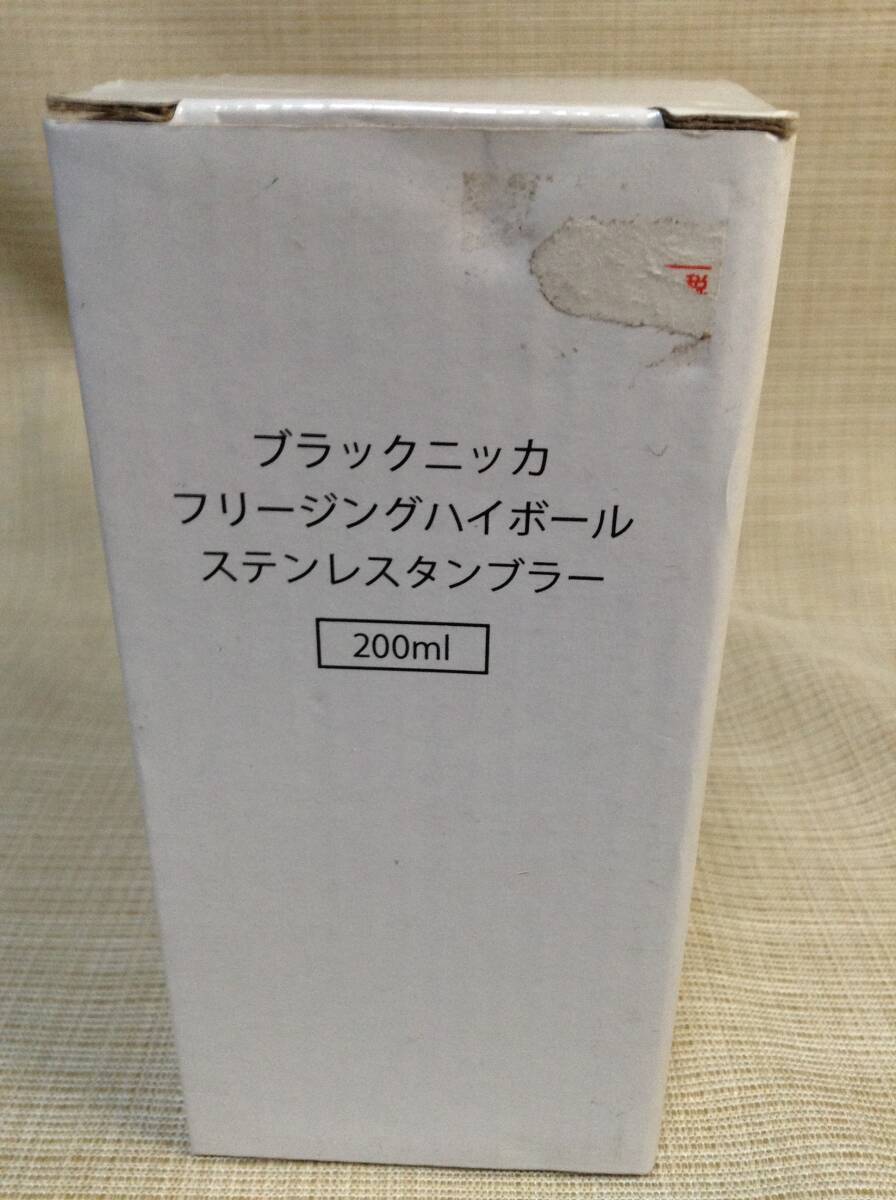 ブラックニッカ
フリージングハイボール
ステンレスタンブラー
200ml